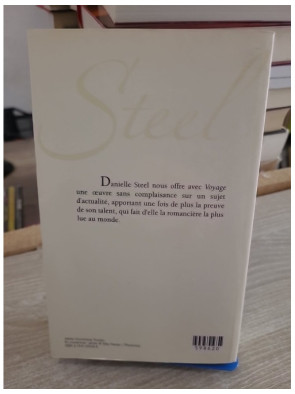 Steel
Danielle Steel nous offre avec Voyage
une œuvre sans complaisance sur un sujet
d'actualité, apportant une fois de plus la preuve
de son talent, qui fait d'elle la romancière la plus
lue au monde.